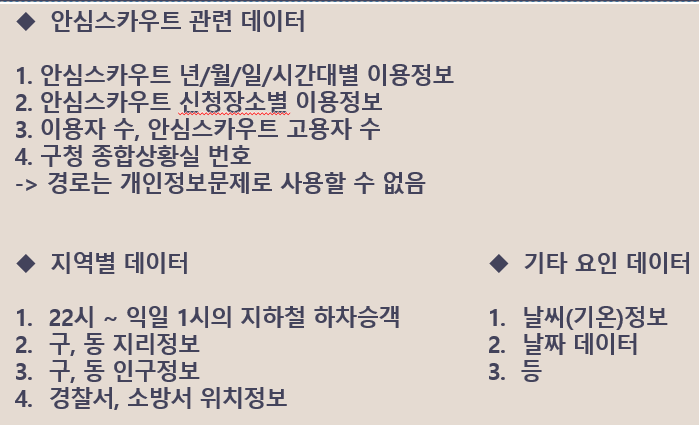 ◆ 안심스카우트 관련 데이터
1. 안심스카우트 년/월/일/시간대별 이용정보
2. 안심스카우트 신청장소별 이용정보
3. 이용자 수, 안심스카우트 고용자 수
4. 구청 종합상황실 번호
-> 경로는 개인정보문제로 사용할 수 없음
◆ 지역별 데이터
1. 22시 ~ 익일 1시의 지하철 하차승객
2. 구, 동 지리정보
3. 구, 동 인구정보
4. 경찰서, 소방서 위치정보
◆ 기타 요인 데이터
1. 날씨(기온)정보
2. 날짜 데이터
3. 등